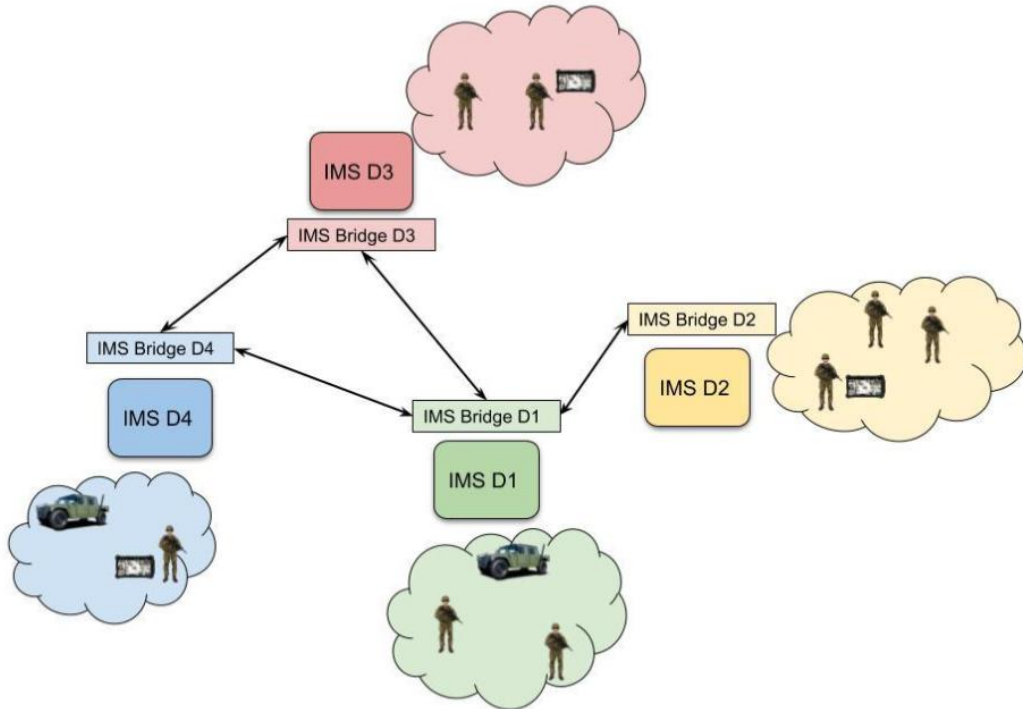 IMS D3
IMS Bridge D3
IMS Bridge D2
IMS Bridge D4
IMS D2
IMS D4
IMS Bridge D1
IMS D1